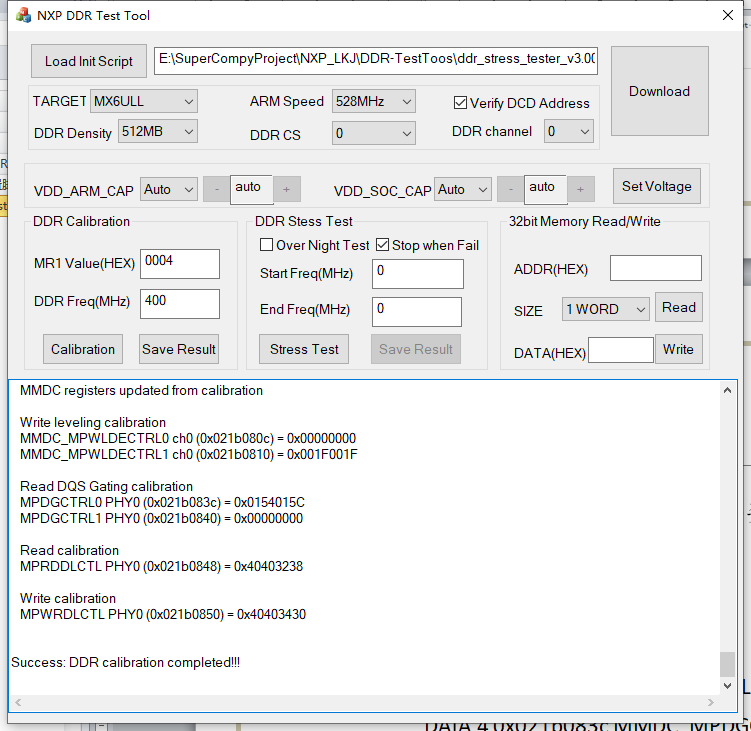 NXP DDR Test Tool
Load Init Script
E:\SuperCompyProject\NXP_LKJ\DDR-TestToos\ddr_stress_tester_v3.00
Download
TARGET MX6ULL ARM Speed 528MHz Verify DCD Address
DDR Density 512MB DDR CS 0 DDR channel 0
VDD_ARM_CAP Auto - auto + VDD_SOC_CAP Auto - auto + Set Voltage
DDR Calibration
MR1 Value(HEX) 0004
DDR Freq(MHz) 400
Calibration Save Result
DDR Stess Test
Over Night Test Stop when Fail
Start Freq(MHz) 0
End Freq(MHz) 0
Stress Test Save Result
32bit Memory Read/Write
ADDR(HEX)
SIZE 1 WORD Read
DATA(HEX) Write
MMDC registers updated from calibration
Write leveling calibration
MMDC_MPWLDECTRL0 ch0 (0x021b080c) = 0x00000000
MMDC_MPWLDECTRL1 ch0 (0x021b0810) = 0x001F001F
Read DQS Gating calibration
MPDGCTRL0 PHY0 (0x021b083c) = 0x0154015C
MPDGCTRL1 PHY0 (0x021b0840) = 0x00000000
Read calibration
MPRDDLCTL PHY0 (0x021b0848) = 0x40403238
Write calibration
MPWRDLCTL PHY0 (0x021b0850) = 0x40403430
Success: DDR calibration completed!!!
DATA 4 0x021b083c MMDC_MPDG